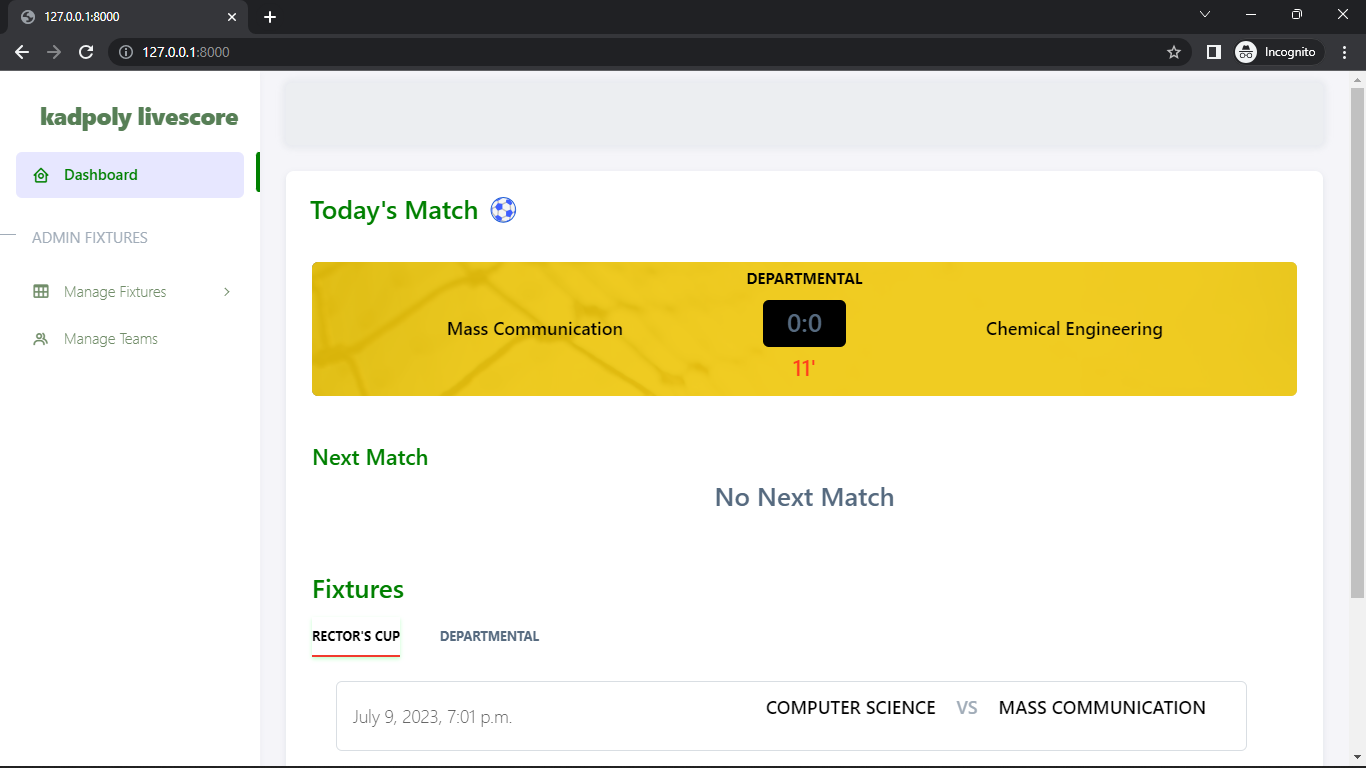 127.0.0.1:8000
127.0.0.1:8000
Incognito
kadpoly livescore
Dashboard
ADMIN FIXTURES
Manage Fixtures
Manage Teams
Today's Match
DEPARTMENTAL
Mass Communication
0:0
Chemical Engineering
11'
Next Match
No Next Match
Fixtures
RECTOR'S CUP
DEPARTMENTAL
July 9, 2023, 7:01 p.m.
COMPUTER SCIENCE VS MASS COMMUNICATION